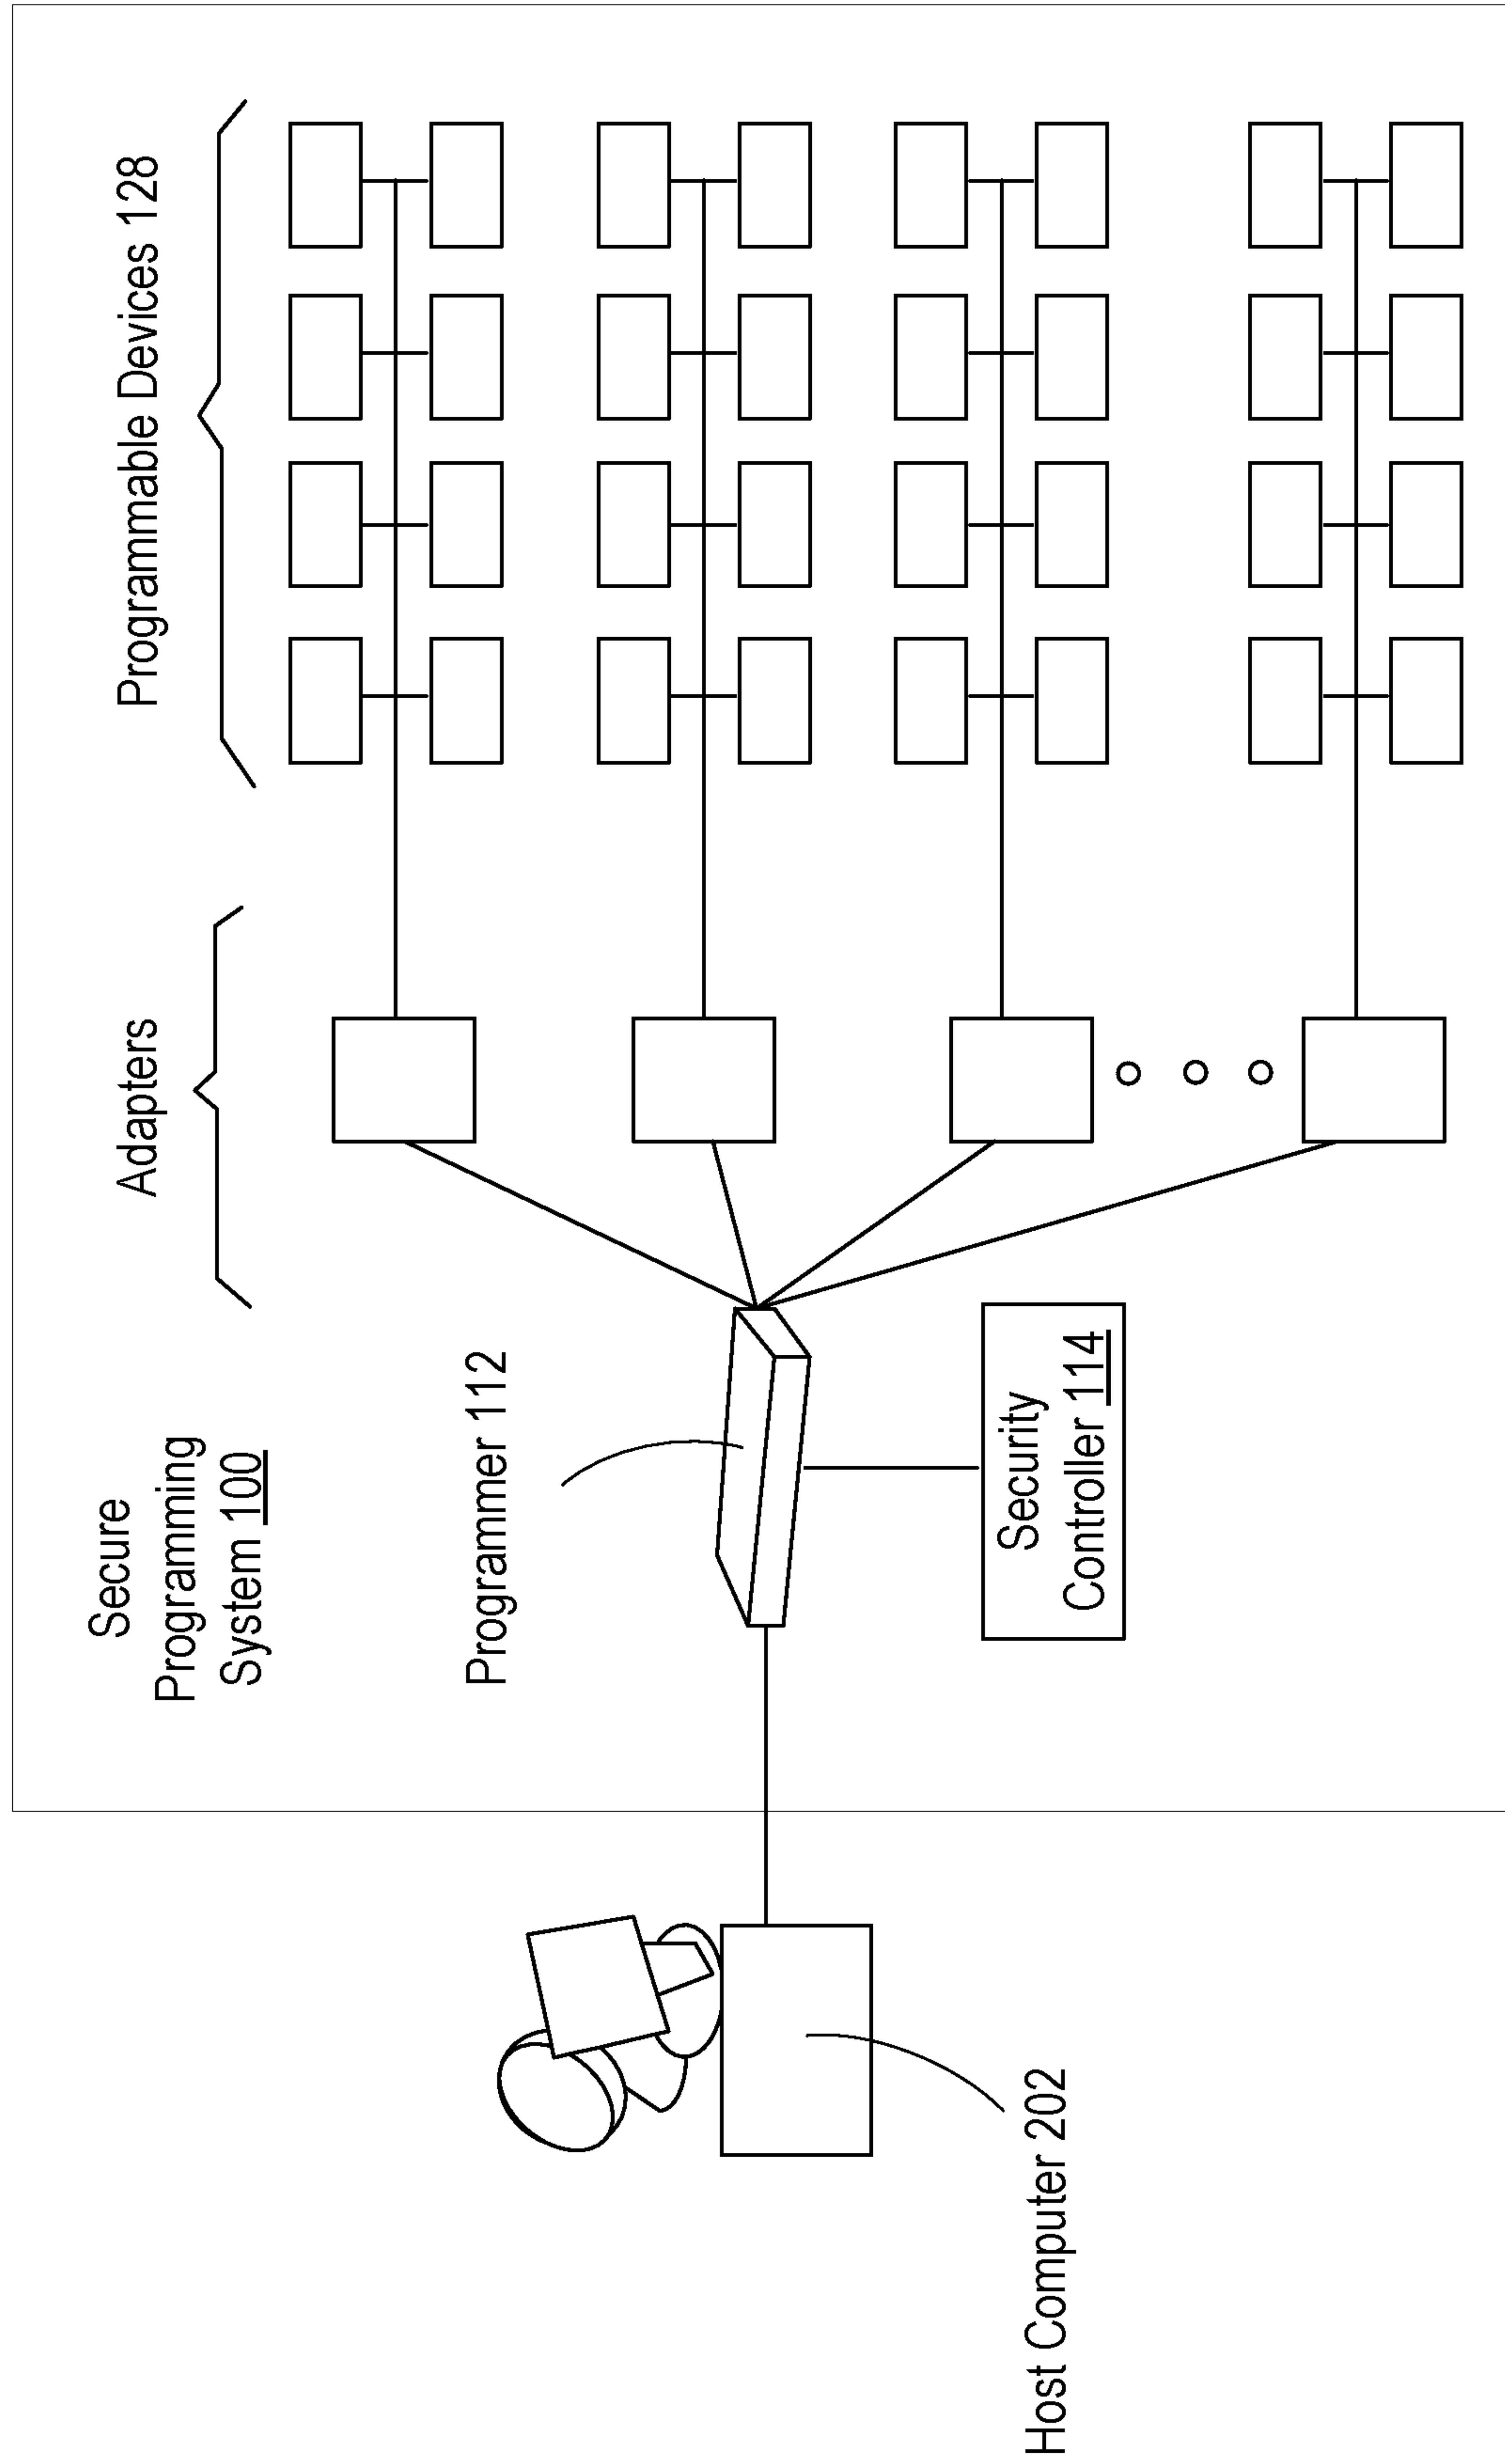 Secure
Programming
System 100
Adapters
Programmable Devices 128
Programmer 112
Security
Controller 114
Host Computer 202